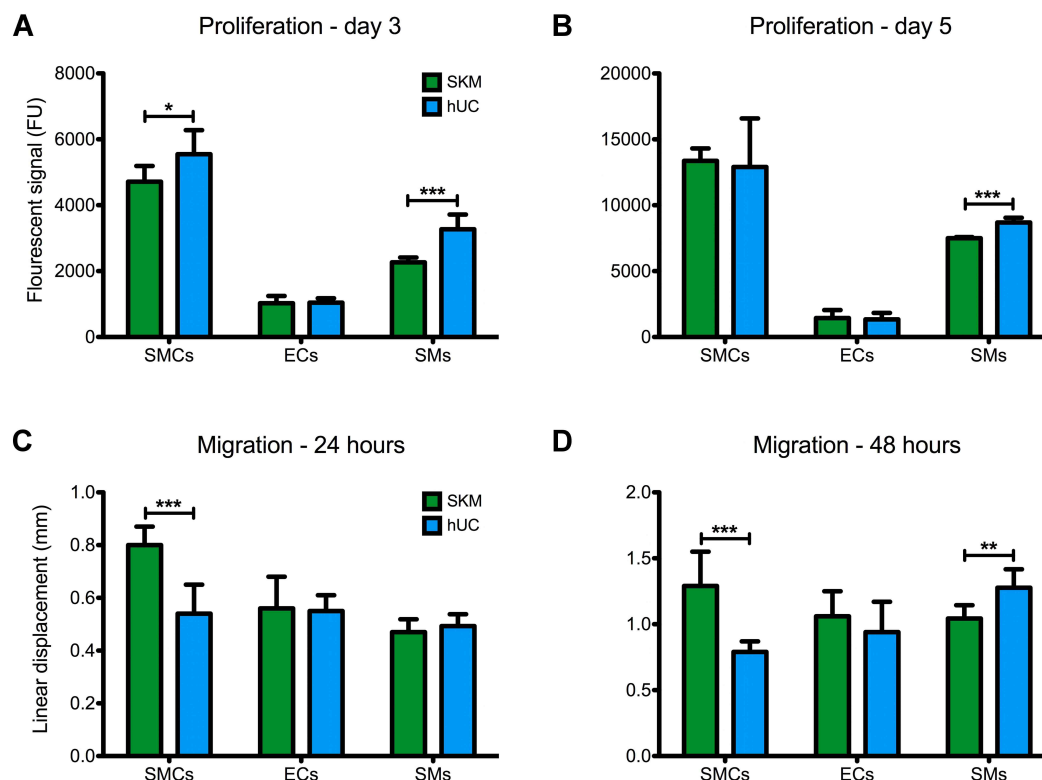 A
Proliferation - day 3
Flourescent signal (FU)
8000
6000
4000
2000
0
SKM
hUC
*
***
SMCs
ECs
SMs
B
Proliferation - day 5
20000
15000
10000
5000
0
***
SMCs
ECs
SMs
C
Migration - 24 hours
Linear displacement (mm)
1.0
0.8
0.6
0.4
0.2
0.0
SKM
hUC
***
SMCs
ECs
SMs
D
Migration - 48 hours
2.0
1.5
1.0
0.5
0.0
***
**
SMCs
ECs
SMs